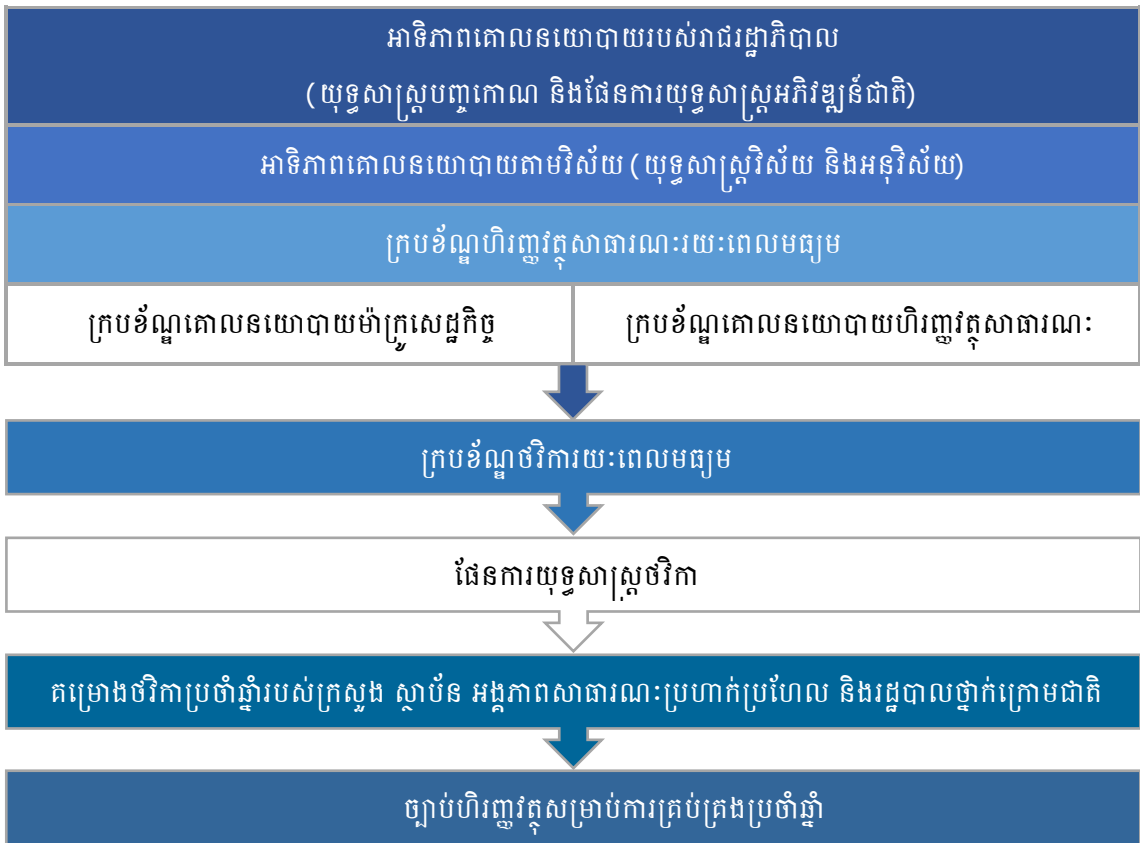 អាទិភាពគោលនយោបាយរបស់រាជរដ្ឋាភិបាល
(យុទ្ធសាស្ត្របញ្ចកោណ និងផែនការយុទ្ធសាស្ត្រអភិវឌ្ឍន៍ជាតិ)
អាទិភាពគោលនយោបាយតាមវិស័យ (យុទ្ធសាស្ត្រវិស័យ និងអនុវិស័យ)
ក្របខ័ណ្ឌហិរញ្ញវត្ថុសាធារណៈរយៈពេលមធ្យម
ក្របខ័ណ្ឌគោលនយោបាយម៉ាក្រូសេដ្ឋកិច្ច
ក្របខ័ណ្ឌគោលនយោបាយហិរញ្ញវត្ថុសាធារណៈ
ក្របខ័ណ្ឌថវិការយៈពេលមធ្យម
ផែនការយុទ្ធសាស្ត្រថវិកា
គម្រោងថវិកាប្រចាំឆ្នាំរបស់ក្រសួង ស្ថាប័ន អង្គភាពសាធារណៈប្រហាក់ប្រហែល និងរដ្ឋបាលថ្នាក់ក្រោមជាតិ
ច្បាប់ហិរញ្ញវត្ថុសម្រាប់ការគ្រប់គ្រងប្រចាំឆ្នាំ